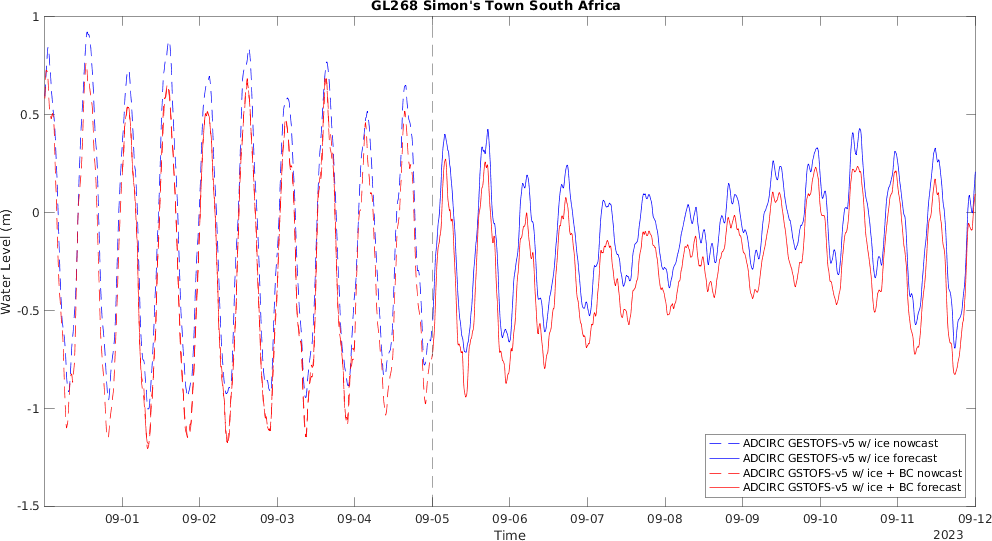 GL268 Simon's Town South Africa
1
0.5
0
-0.5
-1
-1.5
Water Level (m)
ADCIRC GESTOFS-v5 w/ ice nowcast
ADCIRC GESTOFS-v5 w/ ice forecast
ADCIRC GSTOFS-v5 w/ ice + BC nowcast
ADCIRC GSTOFS-v5 w/ ice + BC forecast
09-01 09-02 09-03 09-04 09-05 09-06 09-07 09-08 09-09 09-10 09-11 09-12
Time
2023